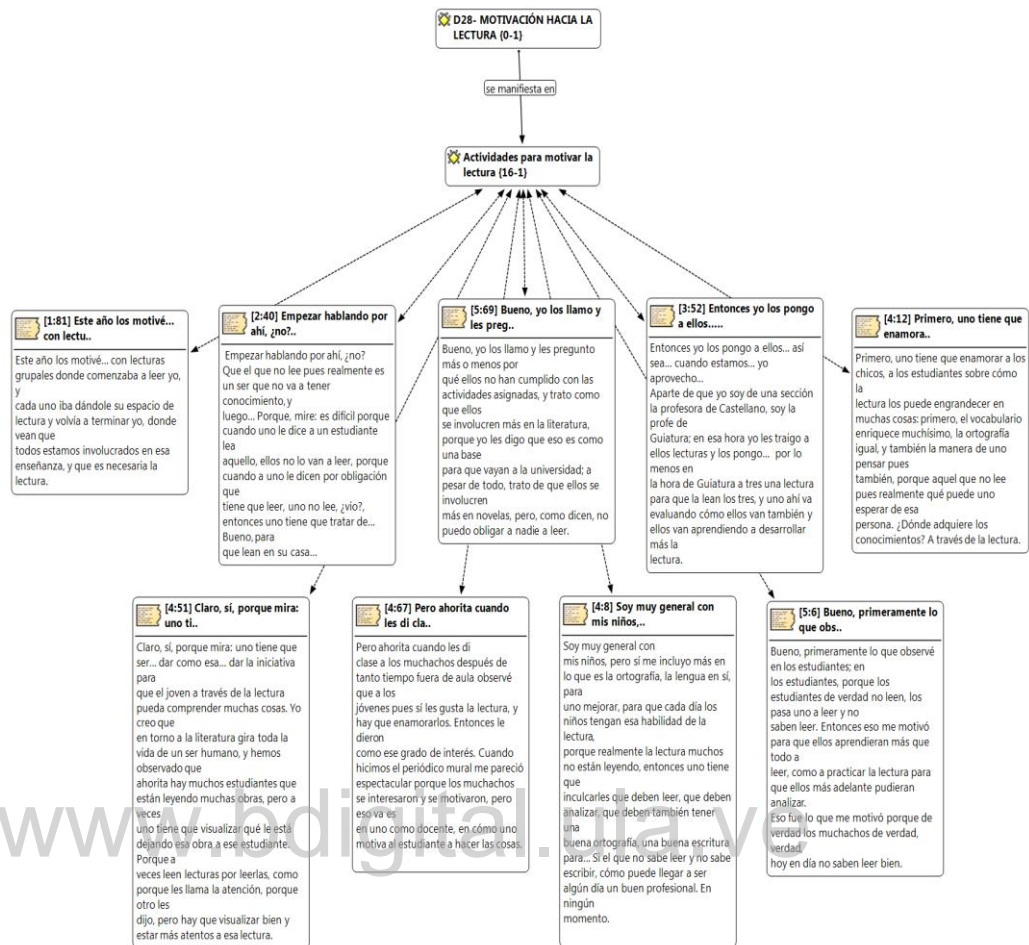 D28- MOTIVACIÓN HACIA LA
LECTURA {0-1}
se manifiesta en
Actividades para motivar la
lectura {16-1}
[1:81] Este año los motivé...
con lectu..
Este año los motivé... con lecturas
grupales donde comenzaba a leer yo,
y
cada uno iba dándole su espacio de
lectura y volvía a terminar yo, donde
vean que
todos estamos involucrados en esa
enseñanza, y que es necesaria la
lectura.
[2:40] Empezar hablando por
ahí, ¿no?..
Empezar hablando por ahí, ¿no?
Que el que no lee pues realmente es
un ser que no va a tener
conocimiento, y
luego... Porque, mire: es difícil porque
cuando uno le dice a un estudiante
lea
aquello, ellos no lo van a leer, porque
cuando a uno le dicen por obligación
que
tiene que leer, uno no lee, ¿vio?,
entonces uno tiene que tratar de...
Bueno, para
que lean en su casa...
[5:69] Bueno, yo los llamo y
les preg..
Bueno, yo los llamo y les pregunto
más o menos por
qué ellos no han cumplido con las
actividades asignadas, y trato como
que ellos
se involucren más en la literatura,
porque yo les digo que eso es como
una base
para que vayan a la universidad; a
pesar de todo, trato de que ellos se
involucren
más en novelas, pero, como dicen, no
puedo obligar a nadie a leer.
[3:52] Entonces yo los pongo
a ellos.....
Entonces yo los pongo a ellos... así
sea... cuando estamos... yo
aprovecho...
Aparte de que yo soy de una sección
la profesora de Castellano, soy la
profe de
Guiatura; en esa hora yo les traigo a
ellos lecturas y los pongo... por lo
menos en
la hora de Guiatura a tres una lectura
para que la lean los tres, y uno ahí va
evaluando cómo ellos van también y
ellos van aprendiendo a desarrollar
más la
lectura.
[4:12] Primero, uno tiene que
enamora..
Primero, uno tiene que enamorar a los
chicos, a los estudiantes sobre cómo
la
lectura los puede engrandecer en
muchas cosas: primero, el vocabulario
enriquece muchísimo, la ortografía
igual, y también la manera de uno
pensar pues
también, porque aquel que no lee
pues realmente qué puede uno
esperar de esa
persona. ¿Dónde adquiere los
conocimientos? A través de la lectura.
[4:51] Claro, sí, porque mira:
uno ti..
Claro, sí, porque mira: uno tiene que
ser... dar como esa... dar la iniciativa
para
que el joven a través de la lectura
pueda comprender muchas cosas. Yo
creo que
en torno a la literatura gira toda la
vida de un ser humano, y hemos
observado que
ahorita hay muchos estudiantes que
están leyendo muchas obras, pero a
veces
uno tiene que visualizar qué le está
dejando esa obra a ese estudiante.
Porque a
veces leen lecturas por leerlas, como
porque les llama la atención, porque
otro les
dijo, pero hay que visualizar bien y
estar más atentos a esa lectura.
[4:67] Pero ahorita cuando
les di cla..
Pero ahorita cuando les di
clase a los muchachos después de
tanto tiempo fuera de aula observé
que a los
jóvenes pues sí les gusta la lectura, y
hay que enamorarlos. Entonces le
dieron
como ese grado de interés. Cuando
hicimos el periódico mural me pareció
espectacular porque los muchachos
se interesaron y se motivaron, pero
eso va es
en uno como docente, en cómo uno
motiva al estudiante a hacer las cosas.
[4:8] Soy muy general con
mis niños,..
Soy muy general con
mis niños, pero sí me incluyo más en
lo que es la ortografía, la lengua en sí,
para
uno mejorar, para que cada día los
niños tengan esa habilidad de la
lectura,
porque realmente la lectura muchos
no están leyendo, entonces uno tiene
que
inculcarles que deben leer, que deben
analizar, que deben también tener
una
buena ortografía, una buena escritura
para... Si el que no sabe leer y no sabe
escribir, cómo puede llegar a ser
algún día un buen profesional. En
ningún
momento.
[5:6] Bueno, primeramente lo
que obs..
Bueno, primeramente lo que observé
en los estudiantes; en
los estudiantes, porque los
estudiantes de verdad no leen, los
pasa uno a leer y no
saben leer. Entonces eso me motivó
para que ellos aprendieran más que
todo a
leer, como a practicar la lectura para
que ellos más adelante pudieran
analizar.
Eso fue lo que me motivó porque de
verdad los muchachos de verdad,
verdad,
hoy en día no saben leer bien.
www.bdigital.ula.ve